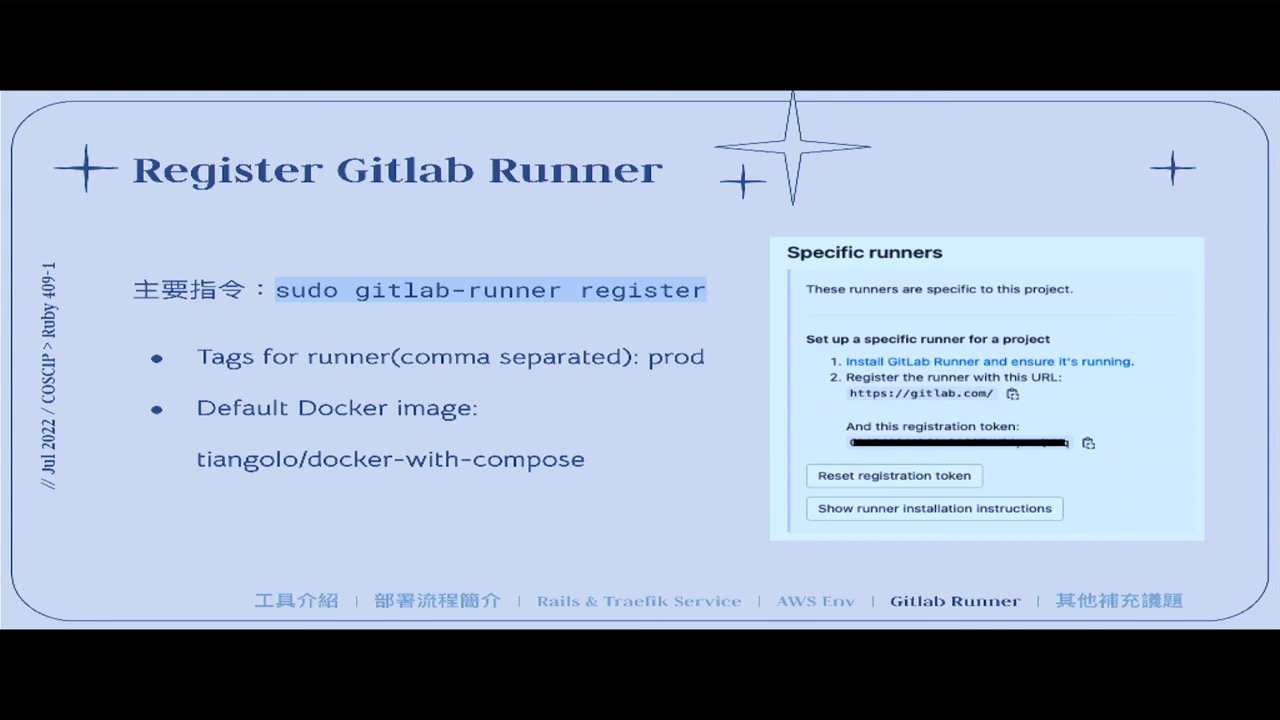 Register Gitlab Runner
// Jul 2022 / COSCIP > Ruby 409-1
主要指令：sudo gitlab-runner register
● Tags for runner(comma separated): prod
● Default Docker image:
tiangolo/docker-with-compose
Specific runners
These runners are specific to this project.
Set up a specific runner for a project
1. Install GitLab Runner and ensure it's running.
2. Register the runner with this URL:
https://gitlab.com/
And this registration token:
Reset registration token
Show runner installation instructions
工具介紹 | 部署流程簡介 | Rails & Traefik Service | AWS Env | Gitlab Runner | 其他補充議題